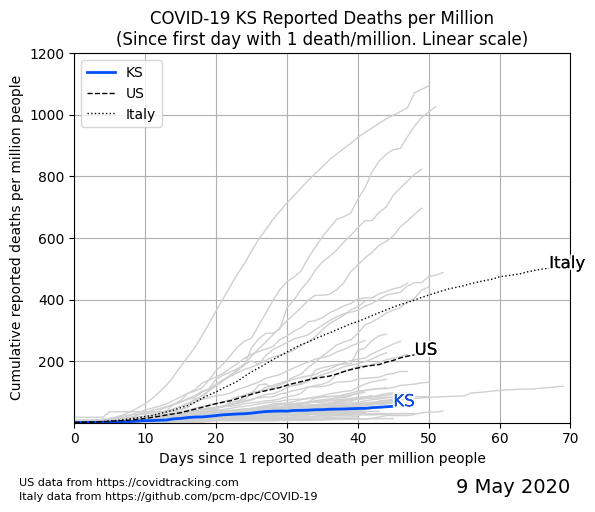 COVID-19 KS Reported Deaths per Million
(Since first day with 1 death/million. Linear scale)
Cumulative reported deaths per million people
1200
1000
800
600
400
200
KS
US
Italy
Italy
US
KS
0 10 20 30 40 50 60 70
Days since 1 reported death per million people
US data from https://covidtracking.com
Italy data from https://github.com/pcm-dpc/COVID-19
9 May 2020